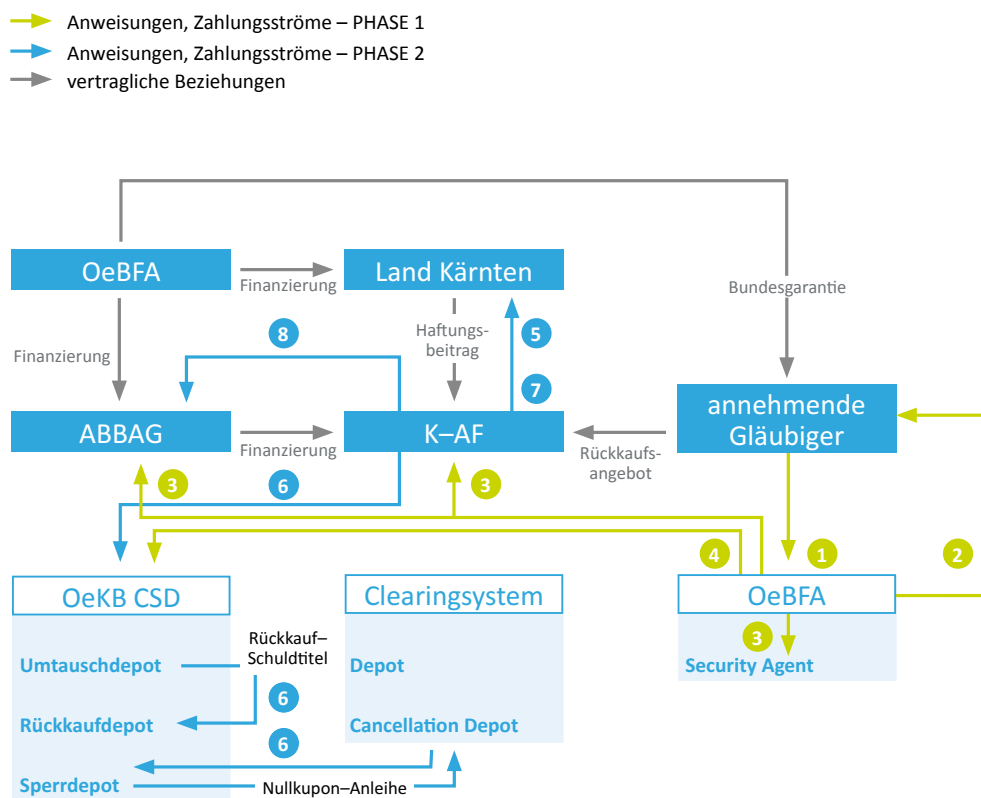 Anweisungen, Zahlungsströme – PHASE 1
Anweisungen, Zahlungsströme – PHASE 2
vertragliche Beziehungen
OeBFA
Finanzierung
Land Kärnten
Bundesgarantie
Finanzierung
8
Haftungs-
beitrag
5
7
ABBAG
Finanzierung
K–AF
Rückkaufs-
angebot
annehmende
Gläubiger
3
6
3
4
1
2
OeKB CSD
Clearingsystem
OeBFA
3
Security Agent
Umtauschdepot
Rückkauf–
Schuldtitel
Depot
6
Rückkaufdepot
6
Cancellation Depot
Sperrdepot
Nullkupon–Anleihe